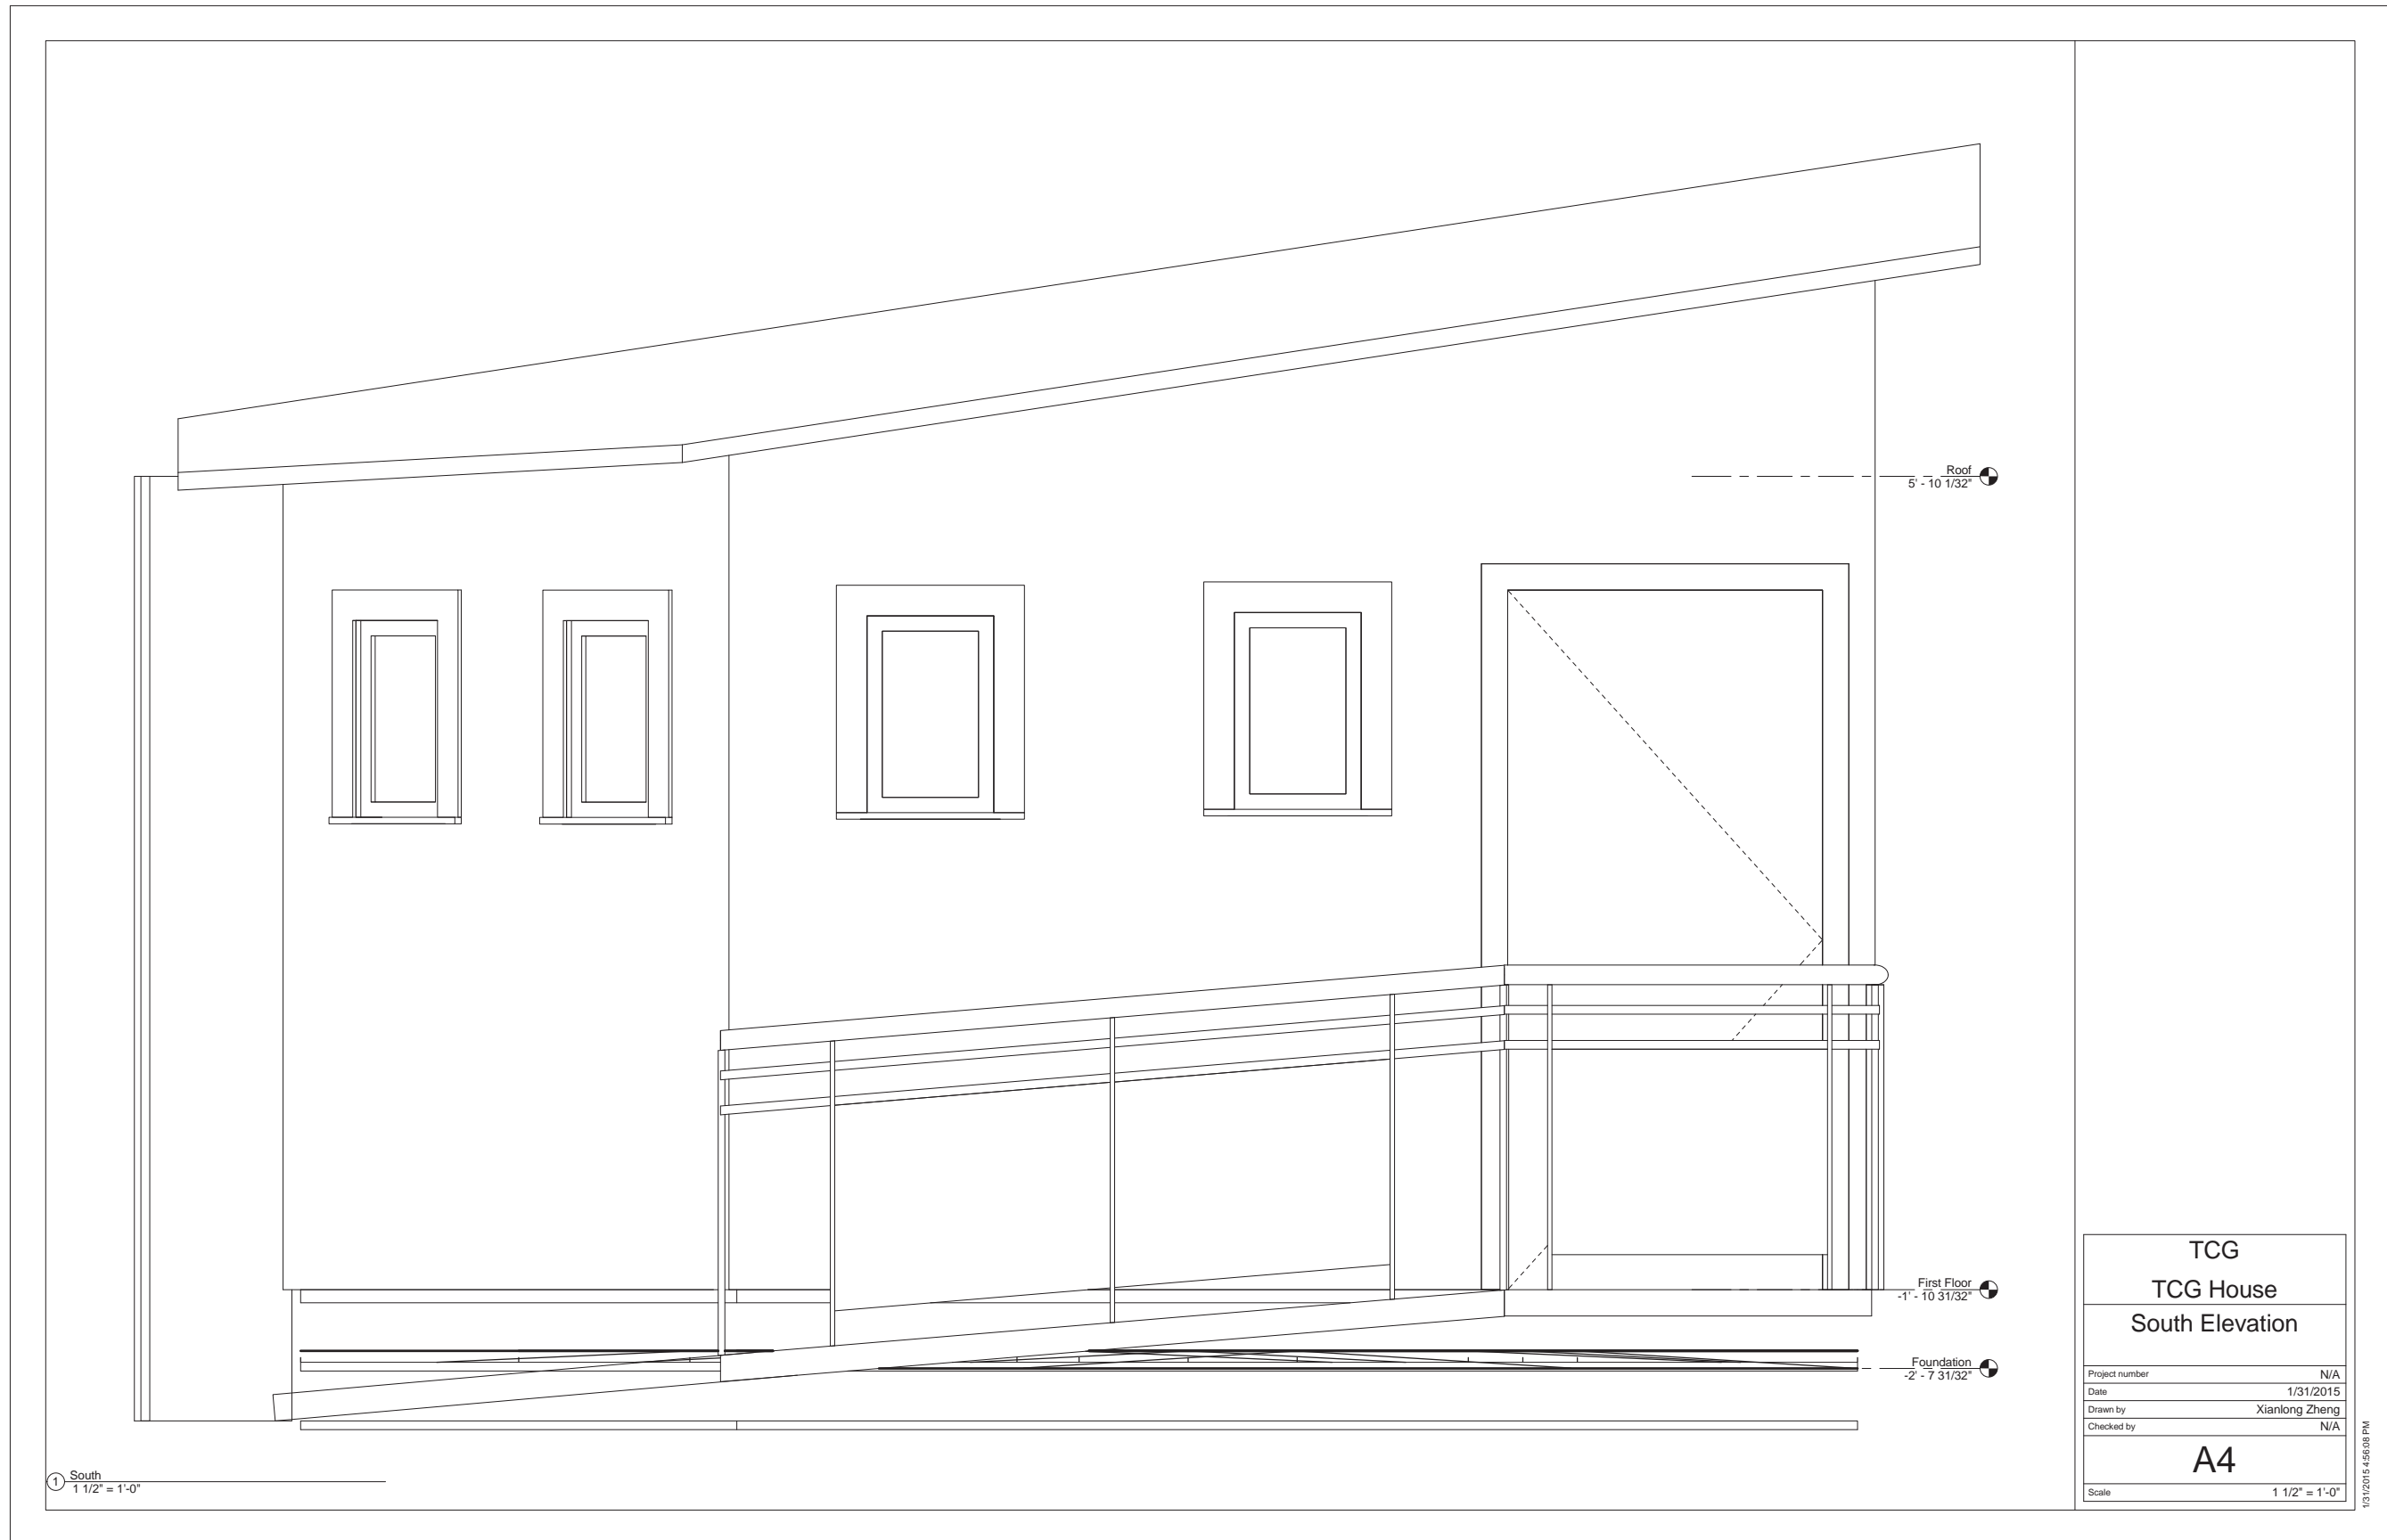 Roof
5' - 10 1/32"
First Floor
-1' - 10 31/32"
Foundation
-2' - 7 31/32"
1
South
1 1/2" = 1'-0"
TCG
TCG House
South Elevation
Project number N/A
Date 1/31/2015
Drawn by Xianlong Zheng
Checked by N/A
A4
Scale 1 1/2" = 1'-0"
1/31/2015 4:56:08 PM